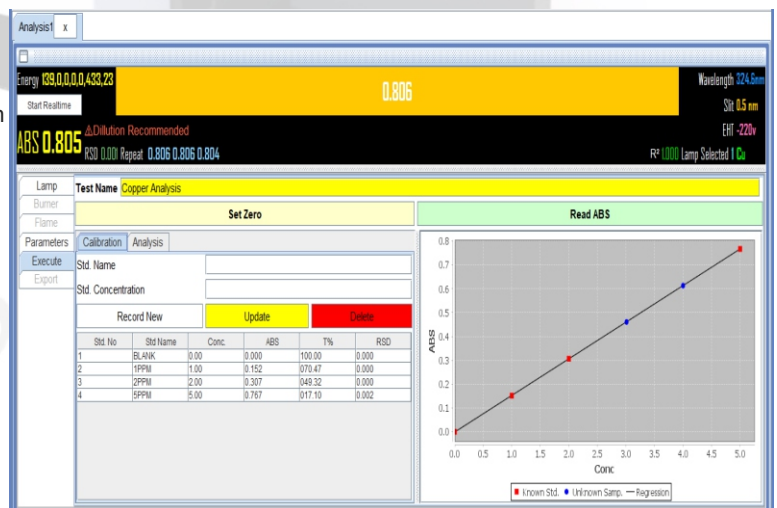 Analysis1 x
Energy 139,0,0,0,433,23
0.806
Wavelength 324.6nm
Start Realtime
Slit 0.5 nm
n
ABS 0.805
⚠Dillution Recommended
EHT -220v
RSD 0.001 Repeat 0.806 0.806 0.804
R² 1.000 Lamp Selected 1 Cu
Lamp
Burner
Flame
Parameters
Execute
Export
Test Name Copper Analysis
Set Zero
Read ABS
Calibration Analysis
Std. Name
Std. Concentration
Record New Update Delete
Std. No Std Name Conc. ABS T% RSD
1 BLANK 0.00 0.000 100.00 0.000
2 1PPM 1.00 0.152 070.47 0.000
3 2PPM 2.00 0.307 049.32 0.000
4 5PPM 5.00 0.767 017.10 0.002
ABS
0.8
0.7
0.6
0.5
0.4
0.3
0.2
0.1
0.0
0.0 0.5 1.0 1.5 2.0 2.5 3.0 3.5 4.0 4.5 5.0
Conc
Known Std. Unknown Samp. Regression